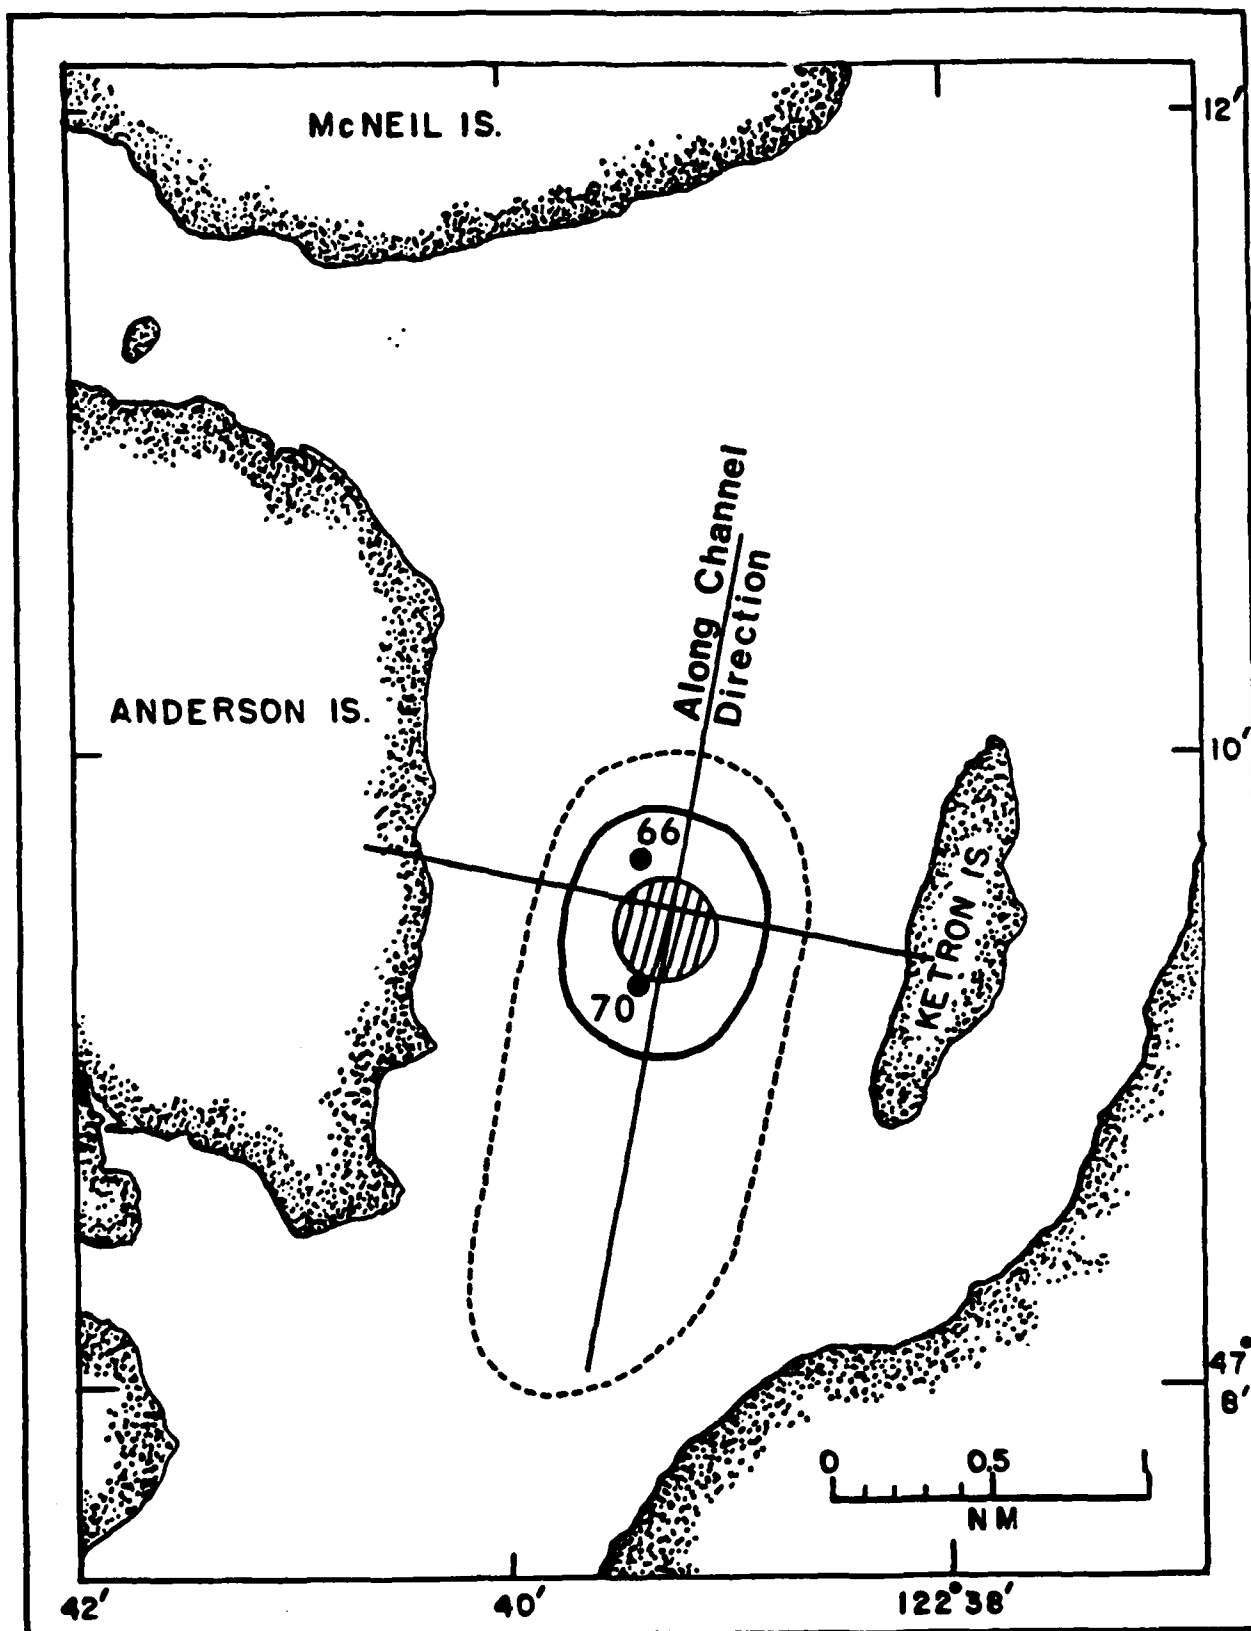 McNEIL IS.
12'
Along Channel
Direction
ANDERSON IS.
10'
66
KETRON IS.
70
47°
8'
0 0.5 1
NM
42' 40' 122°38'